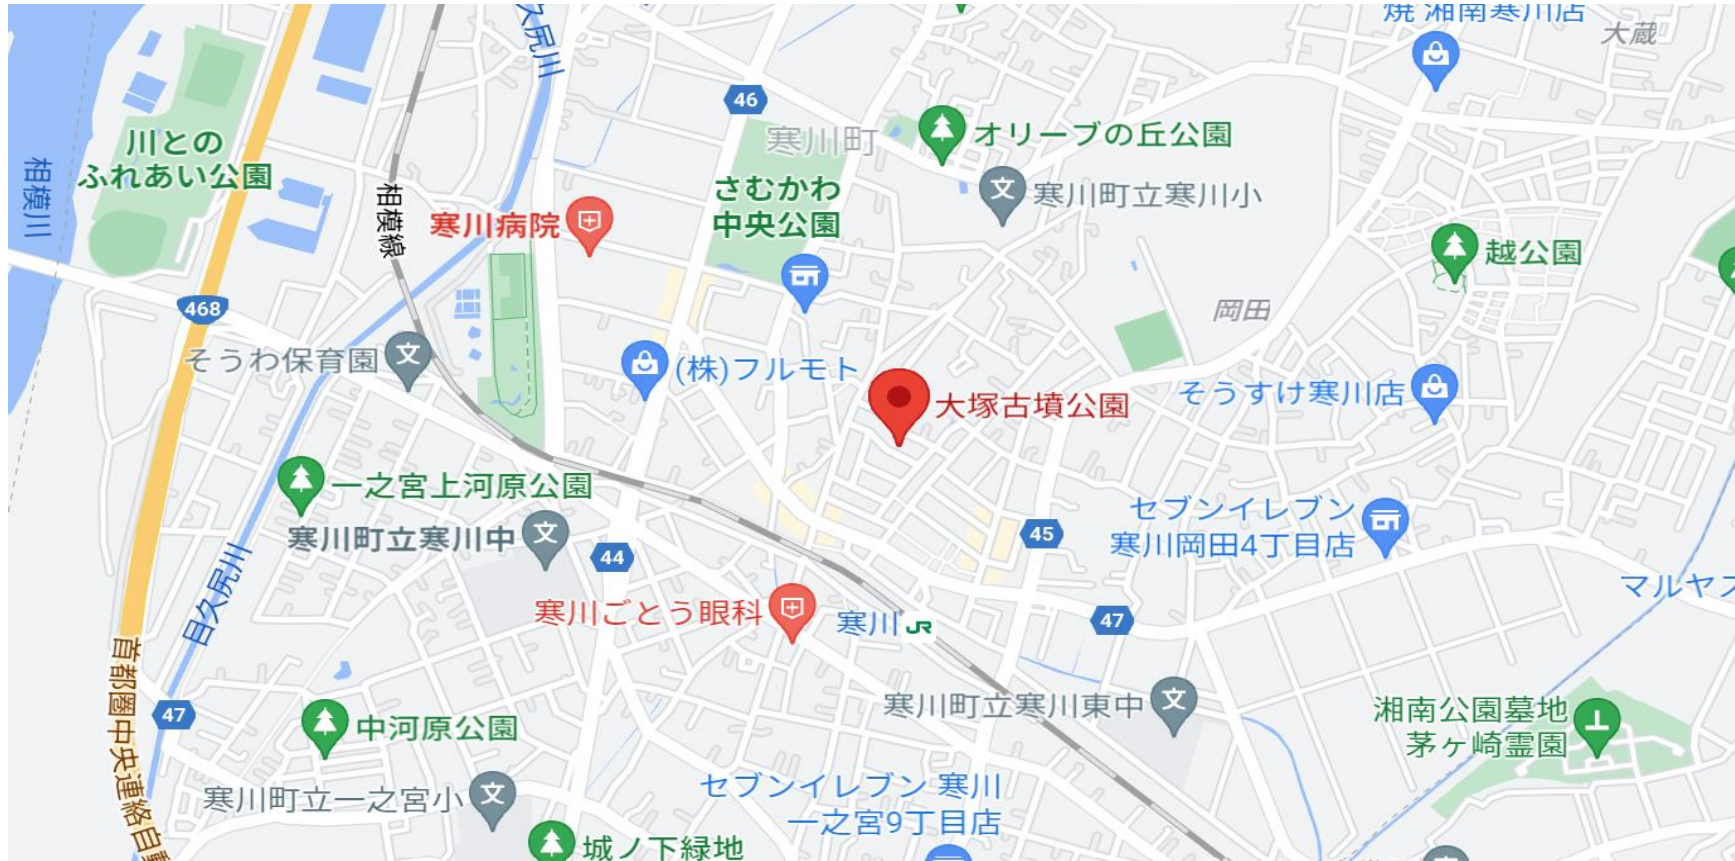 焼 湘南寒川店
大蔵
目久尻川
46
川との
ふれあい公園
寒川町
オリーブの丘公園
相模川
相模線
寒川病院
さむかわ
中央公園
寒川町立寒川小
越公園
468
岡田
そうわ保育園
(株)フルモト
大塚古墳公園
そうすけ寒川店
一之宮上河原公園
寒川町立寒川中
44
45
セブンイレブン
寒川岡田4丁目店
目久尻川
寒川ごとう眼科
寒川 JR
47
マルヤス
首都圏中央連絡自動
47
中河原公園
寒川町立寒川東中
湘南公園墓地
茅ヶ崎霊園
寒川町立一之宮小
セブンイレブン 寒川
一之宮9丁目店
城ノ下緑地